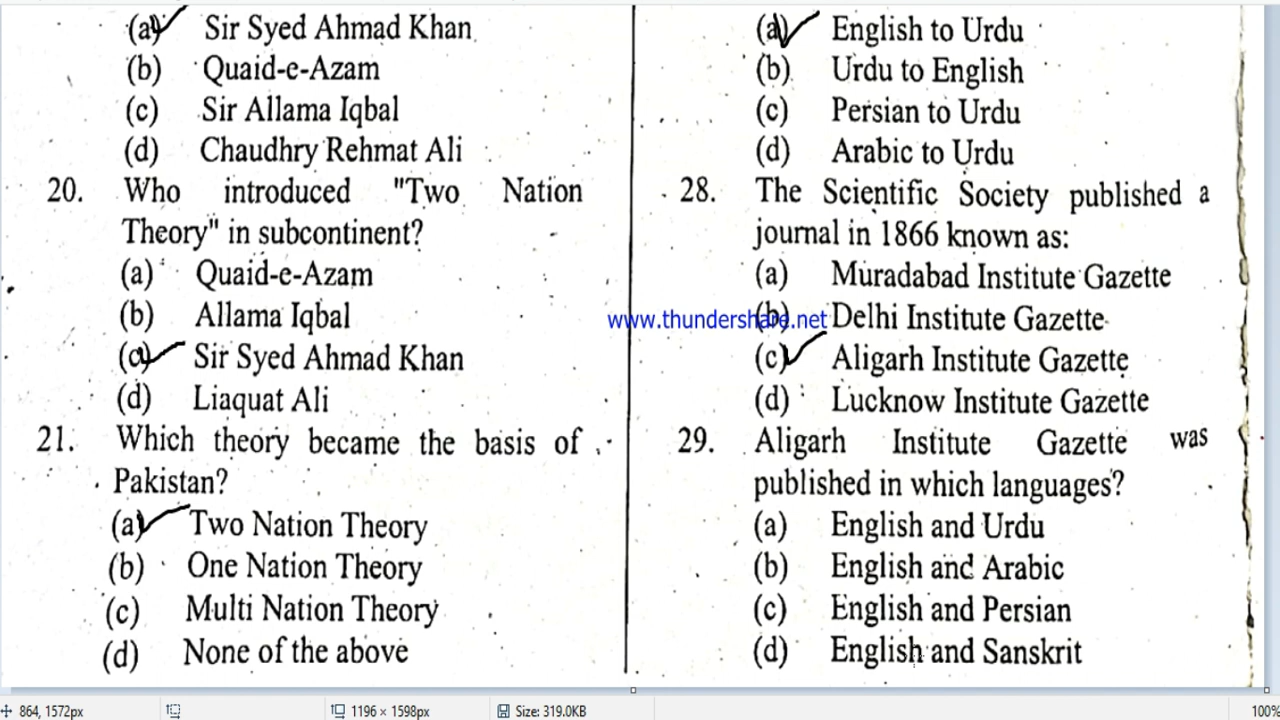 (a) Sir Syed Ahmad Khan
(b) Quaid-e-Azam
(c) Sir Allama Iqbal
(d) Chaudhry Rehmat Ali
20. Who introduced "Two Nation
Theory" in subcontinent?
(a) Quaid-e-Azam
(b) Allama Iqbal
(c) Sir Syed Ahmad Khan
(d) Liaquat Ali
21. Which theory became the basis of
Pakistan?
(a) Two Nation Theory
(b) One Nation Theory
(c) Multi Nation Theory
(d) None of the above
(a) English to Urdu
(b) Urdu to English
(c) Persian to Urdu
(d) Arabic to Urdu
28. The Scientific Society published a
journal in 1866 known as:
(a) Muradabad Institute Gazette
(b) Delhi Institute Gazette
(c) Aligarh Institute Gazette
(d) Lucknow Institute Gazette
29. Aligarh Institute Gazette was
published in which languages?
(a) English and Urdu
(b) English and Arabic
(c) English and Persian
(d) English and Sanskrit
www.thundershare.net
864, 1572px
1196 × 1598px
Size: 319.0KB
100%